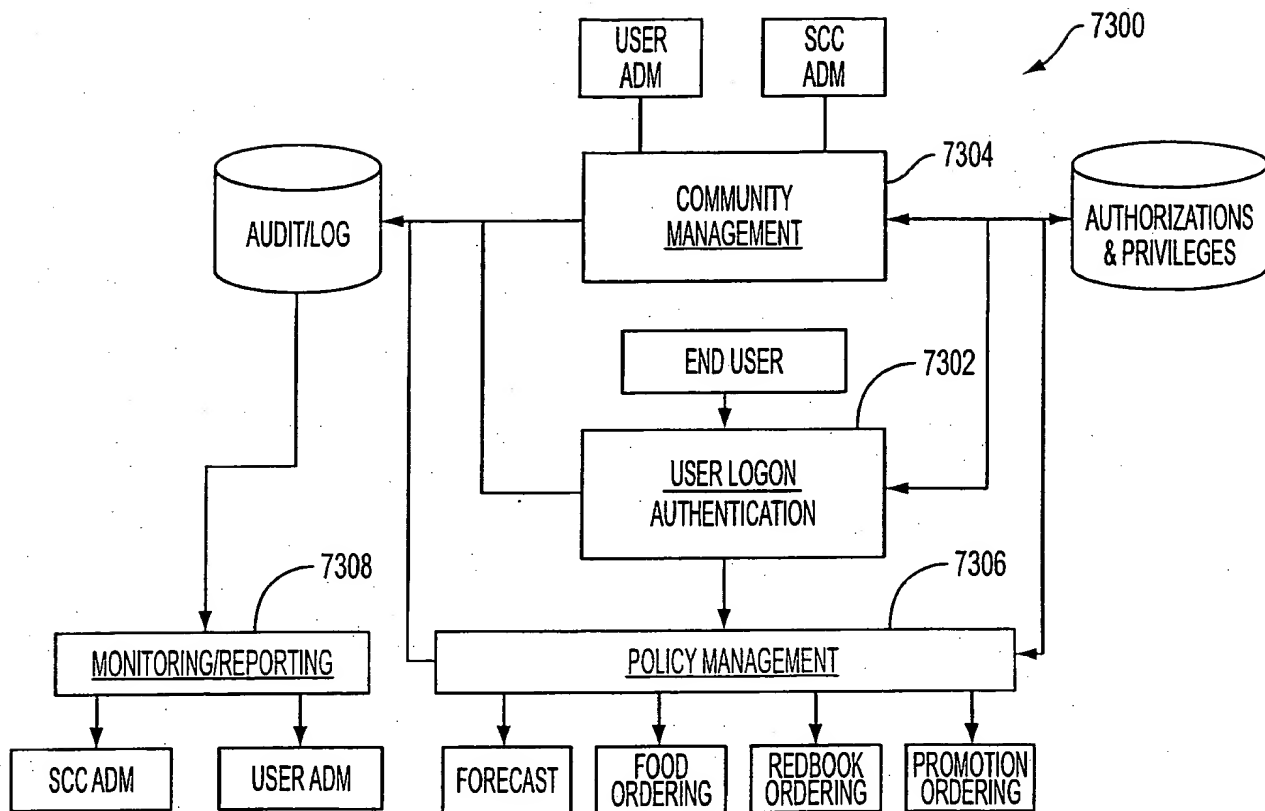 USER
ADM
SCC
ADM
7300
7304
COMMUNITY
MANAGEMENT
AUDIT/LOG
AUTHORIZATIONS
& PRIVILEGES
END USER
7302
USER LOGON
AUTHENTICATION
7308
7306
MONITORING/REPORTING
POLICY MANAGEMENT
SCC ADM
USER ADM
FORECAST
FOOD
ORDERING
REDBOOK
ORDERING
PROMOTION
ORDERING